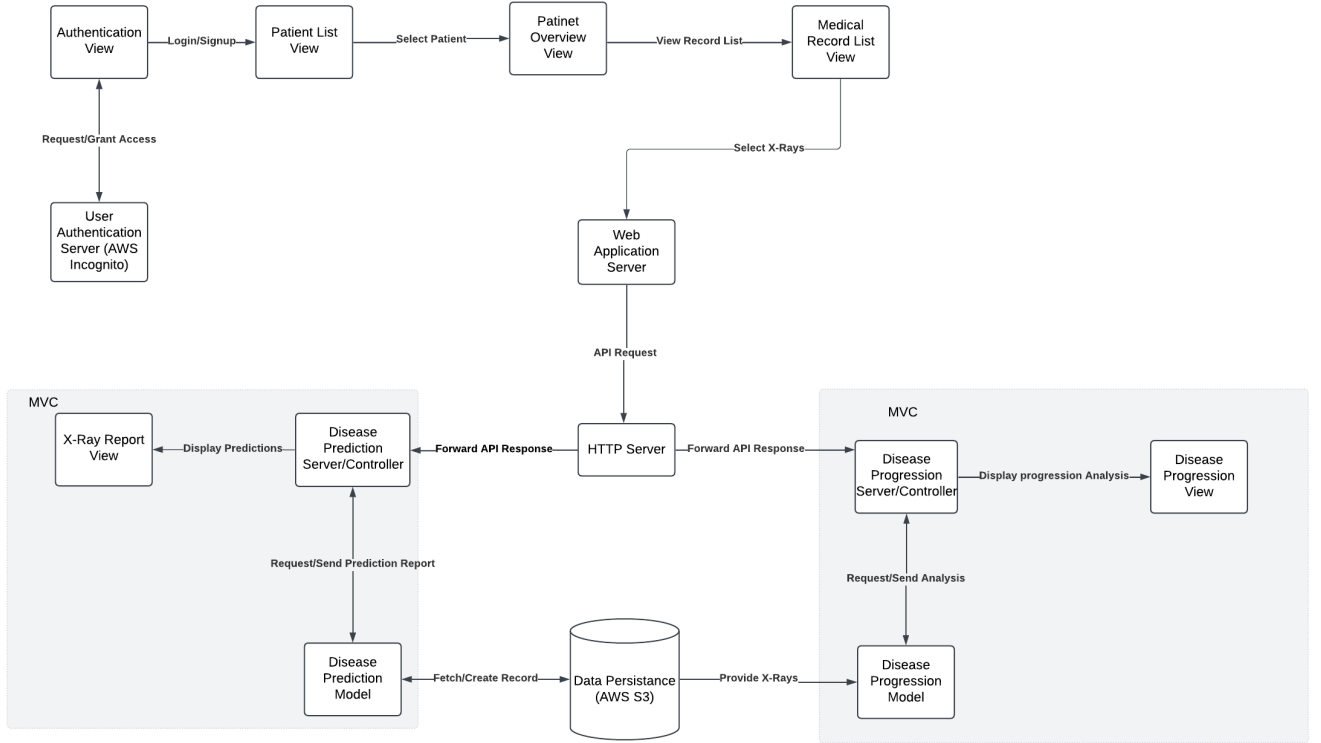 Authentication
View
Login/Signup
Patient List
View
Select Patient
Patinet
Overview
View
View Record List
Medical
Record List
View
Request/Grant Access
Select X-Rays
User
Authentication
Server (AWS
Incognito)
Web
Application
Server
API Request
MVC
X-Ray Report
View
Display Predictions
Disease
Prediction
Server/Controller
Forward API Response
HTTP Server
Forward API Response
MVC
Disease
Progression
Server/Controller
Display progression Analysis
Disease
Progression
View
Request/Send Prediction Report
Request/Send Analysis
Disease
Prediction
Model
Fetch/Create Record
Data Persistance
(AWS S3)
Provide X-Rays
Disease
Progression
Model